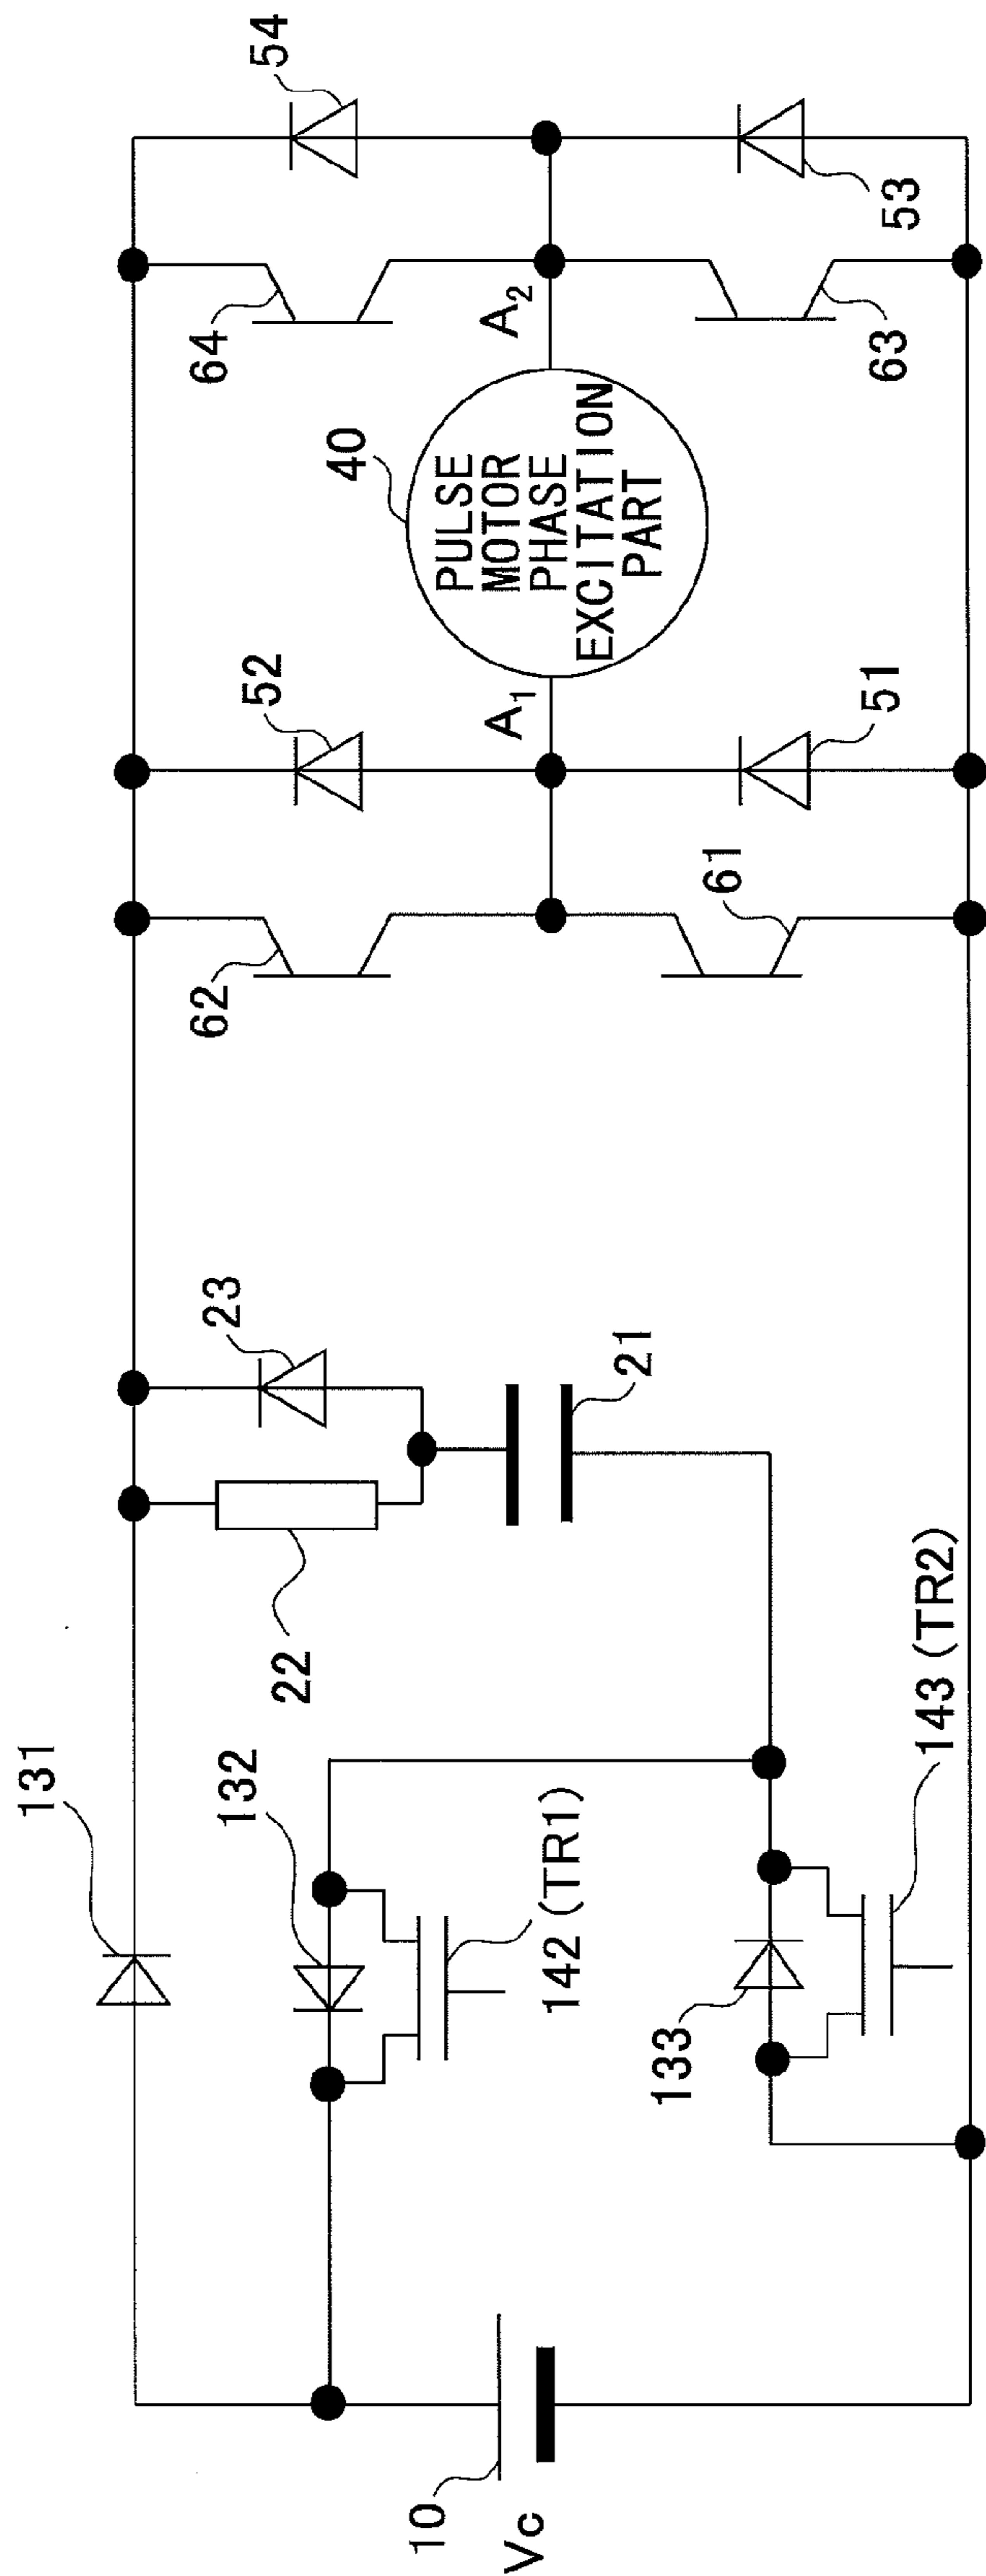 131
132
142 (TR1)
133
143 (TR2)
10
Vc
22
23
21
62
61
52
51
A1
40
PULSE
MOTOR
PHASE
EXCITATION
PART
A2
64
63
54
53